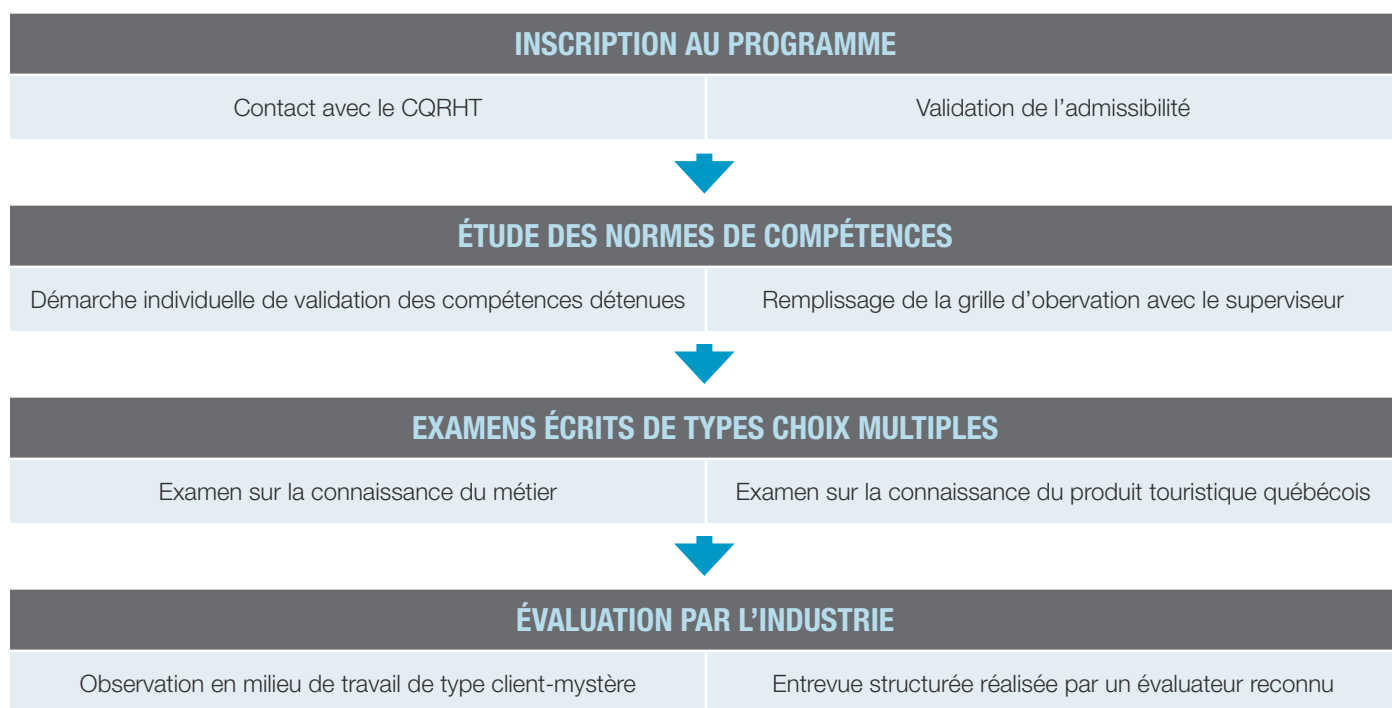 INSCRIPTION AU PROGRAMME
Contact avec le CQRHT
Validation de l'admissibilité
ÉTUDE DES NORMES DE COMPÉTENCES
Démarche individuelle de validation des compétences détenues
Remplissage de la grille d'obervation avec le superviseur
EXAMENS ÉCRITS DE TYPES CHOIX MULTIPLES
Examen sur la connaissance du métier
Examen sur la connaissance du produit touristique québécois
ÉVALUATION PAR L'INDUSTRIE
Observation en milieu de travail de type client-mystère
Entrevue structurée réalisée par un évaluateur reconnu